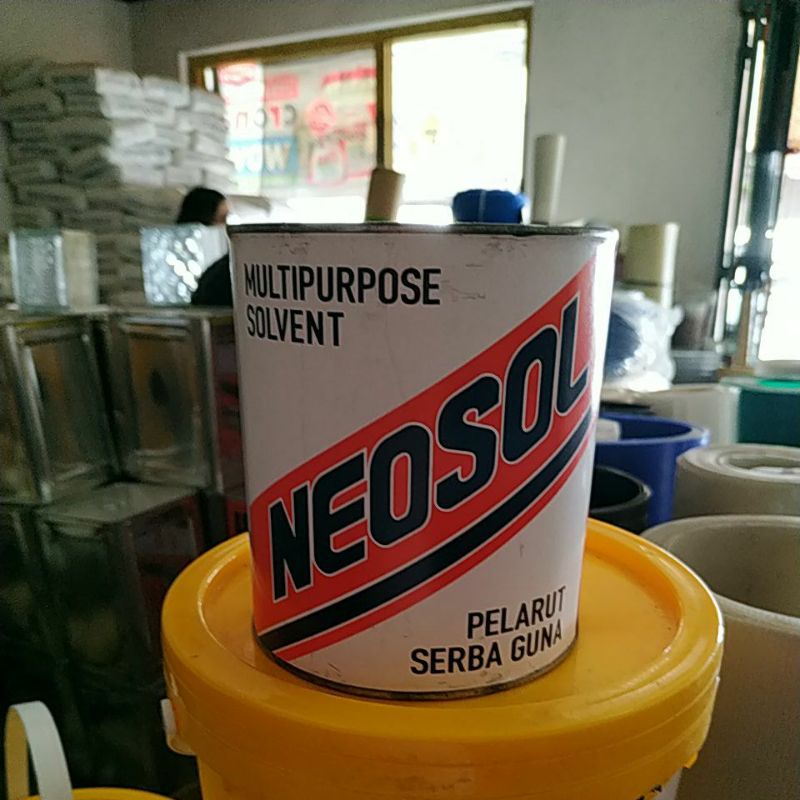 MULTIPURPOSE
SOLVENT
NEOSOL
PELARUT
SERBA GUNA